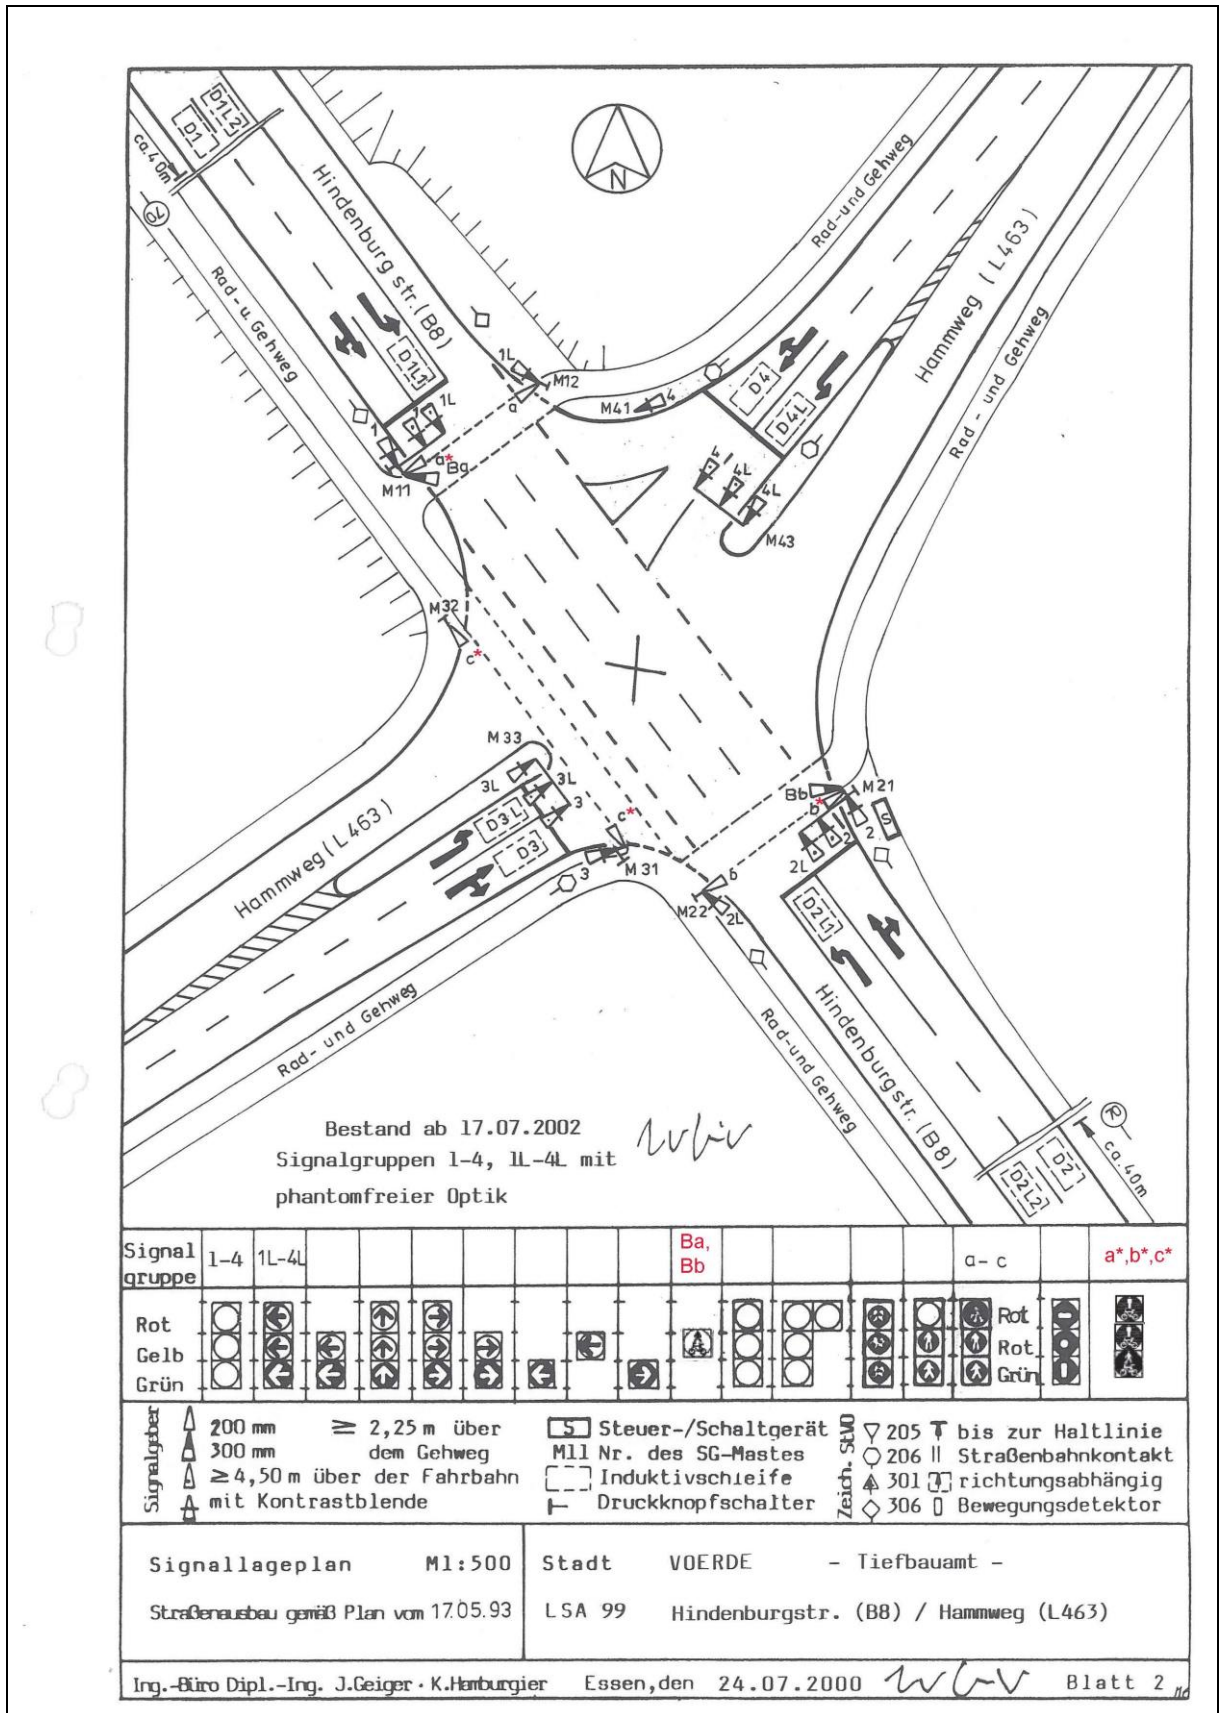 D1
D1L2
ca.40m
Hindenburgstr.(B8)
Rad- u. Gehweg
D1L1
1L
1
1L
M12
a
1
a*
Ba
M11
M41
4
Rad-und Gehweg
Hammweg (L463)
Rad- und Gehweg
D4
D4L
4
4L
4L
M43
N
M32
c*
M33
3L
3L
3
D3L
D3
c*
3
M31
Hammweg (L463)
Rad- und Gehweg
Bb
b*
M21
S
2
2
2L
b
M22
2L
D2L1
Hindenburgstr.(B8)
Rad-und Gehweg
R
ca.40m
D2
D2L2
Bestand ab 17.07.2002
Signalgruppen 1-4, 1L-4L mit
phantomfreier Optik
Signal
gruppe
1-4
1L-4L
Ba,
Bb
a-c
a*,b*,c*
Rot
Gelb
Grün
Rot
Rot
Grün
Signalgeber
200 mm
300 mm
≥4,50 m über der Fahrbahn
mit Kontrastblende
≥ 2,25 m über
dem Gehweg
S Steuer-/Schaltgerät
M11 Nr. des SG-Mastes
Induktivschleife
Druckknopfschalter
Zeich. StVO
205
206
301
306
bis zur Haltlinie
Straßenbahnkontakt
richtungsabhängig
Bewegungsdetektor
Signallageplan M1:500
Straßenausbau gemäß Plan vom 17.05.93
Stadt VOERDE - Tiefbauamt -
LSA 99 Hindenburgstr. (B8) / Hammweg (L463)
Ing.-Büro Dipl.-Ing. J.Geiger · K.Hamburgier Essen,den 24.07.2000 Blatt 2